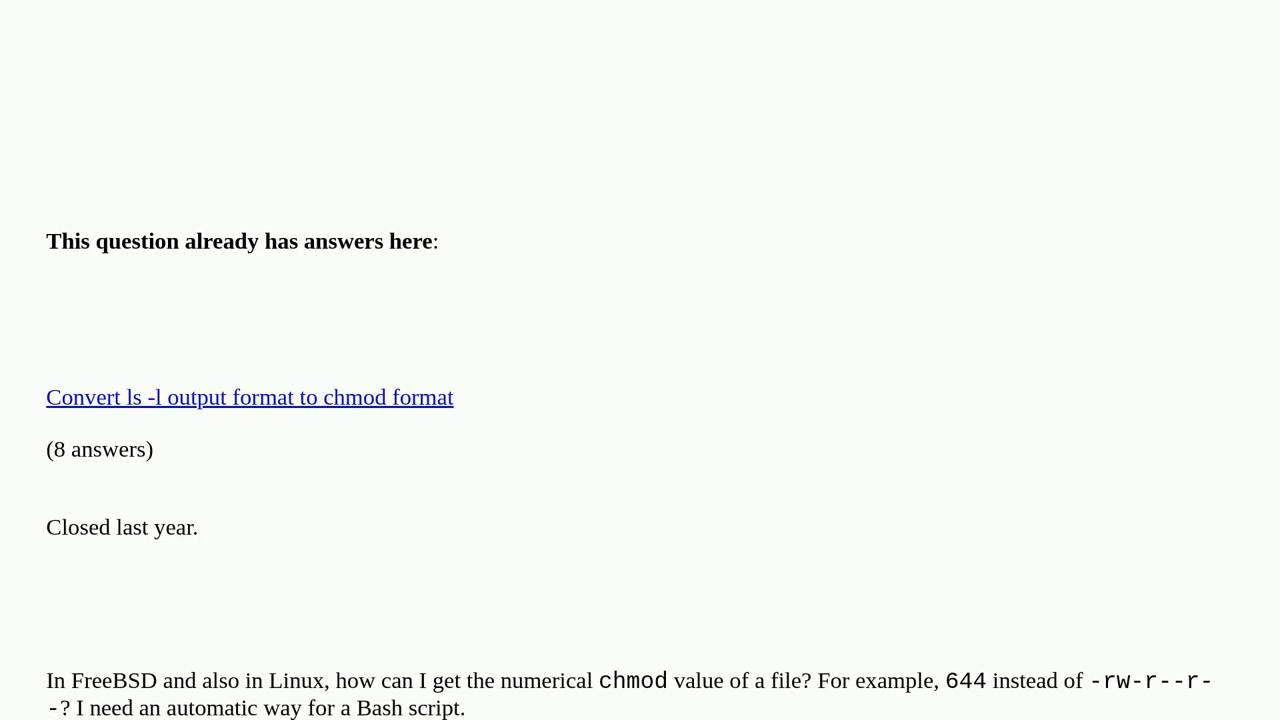 This question already has answers here:
Convert ls -l output format to chmod format
(8 answers)
Closed last year.
In FreeBSD and also in Linux, how can I get the numerical chmod value of a file? For example, 644 instead of -rw-r--r-
-? I need an automatic way for a Bash script.